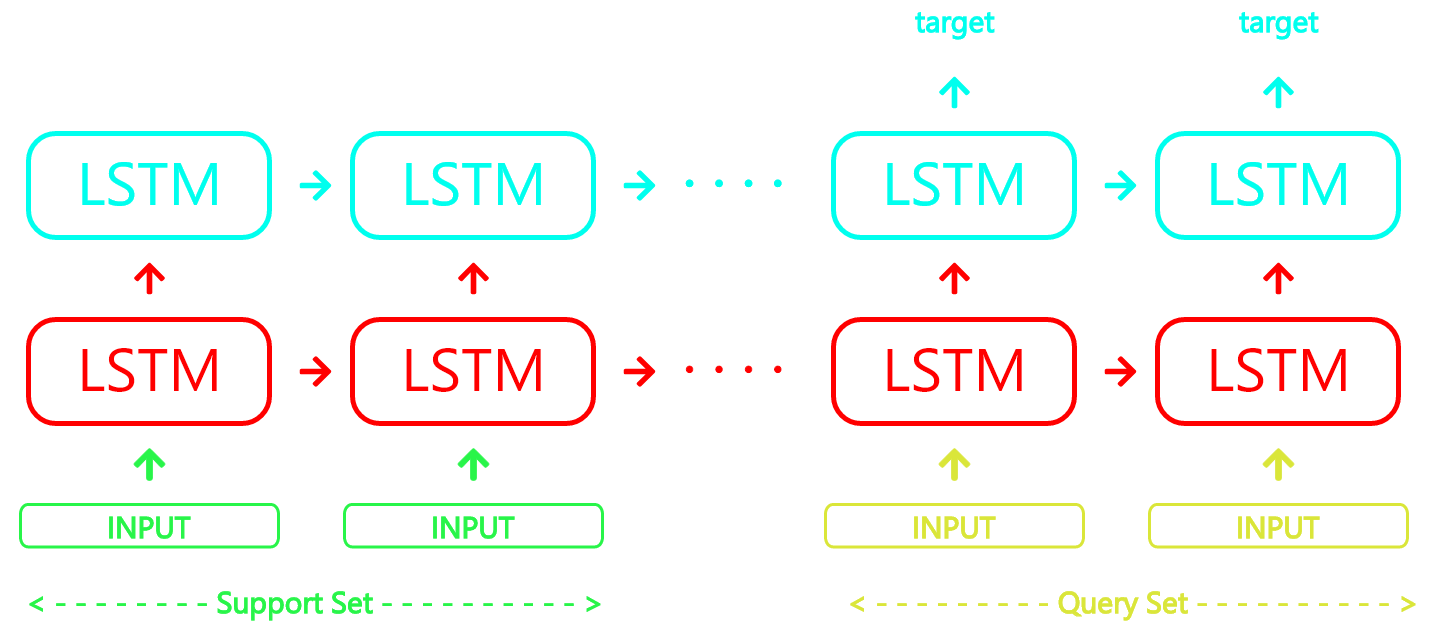 target target
LSTM LSTM · · · · LSTM LSTM
LSTM LSTM · · · · LSTM LSTM
INPUT INPUT INPUT INPUT
< - - - - - - - - Support Set - - - - - - - - - - > < - - - - - - - - - Query Set - - - - - - - - - - >